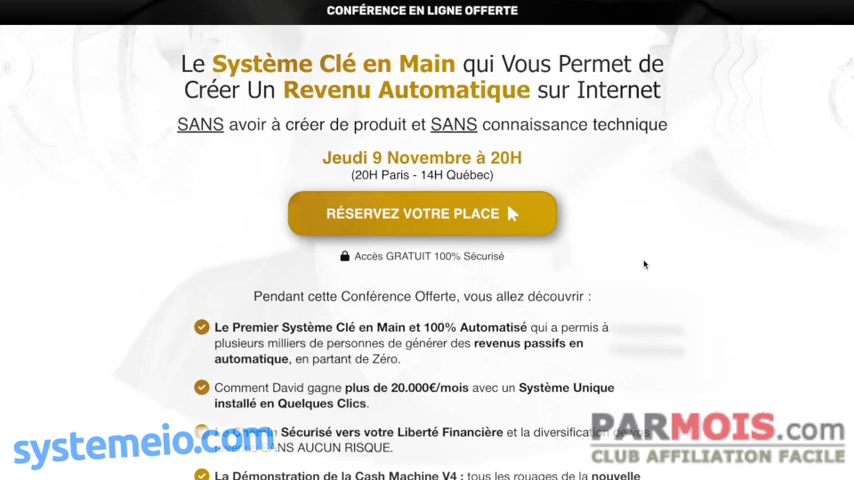 CONFÉRENCE EN LIGNE OFFERTE
Le Système Clé en Main qui Vous Permet de
Créer Un Revenu Automatique sur Internet
SANS avoir à créer de produit et SANS connaissance technique
Jeudi 9 Novembre à 20H
(20H Paris - 14H Québec)
RÉSERVEZ VOTRE PLACE
Accès GRATUIT 100% Sécurisé
Pendant cette Conférence Offerte, vous allez découvrir :
Le Premier Système Clé en Main et 100% Automatisé qui a permis à
plusieurs milliers de personnes de générer des revenus passifs en
automatique, en partant de Zéro.
Comment David gagne plus de 20.000€/mois avec un Système Unique
installé en Quelques Clics.
Sécurisé vers votre Liberté Financière et la diversification de vos
SANS AUCUN RISQUE.
La Démonstration de la Cash Machine V4 : tous les rouages de la nouvelle
systemeio.com
PARMOIS.com
CLUB AFFILIATION FACILE